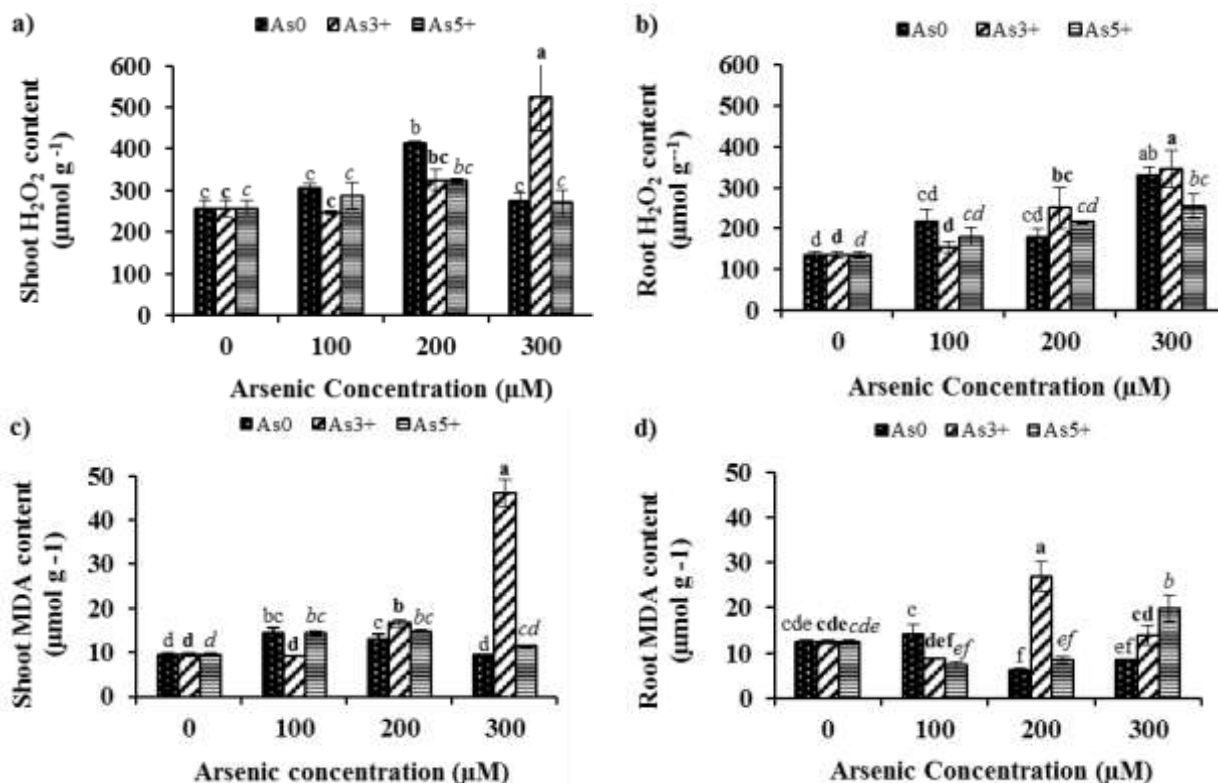 a)
■As0 ▨As3+ ▤As5+
Shoot H₂O₂ content
(µmol g -1)
600
500
400
300
200
100
0
c c c
c c c
b bc bc
c a c
0 100 200 300
Arsenic Concentration (µM)
b)
■As0 ▨As3+ ▤As5+
Root H₂O₂ content
(µmol g⁻¹)
600
500
400
300
200
100
0
d d d
cd d cd
cd bc cd
ab a bc
0 100 200 300
Arsenic Concentration (µM)
c)
■As0 ▨As3+ ▤As5+
Shoot MDA content
(µmol g -1)
50
40
30
20
10
0
d d d
bc d bc
c b bc
d a cd
0 100 200 300
Arsenic concentration (µM)
d)
■As0 ▨As3+ ▤As5+
Root MDA content
(µmol g -1)
50
40
30
20
10
0
cde cde cde
c def ef
f a ef
ef cd b
0 100 200 300
Arsenic Concentration (µM)